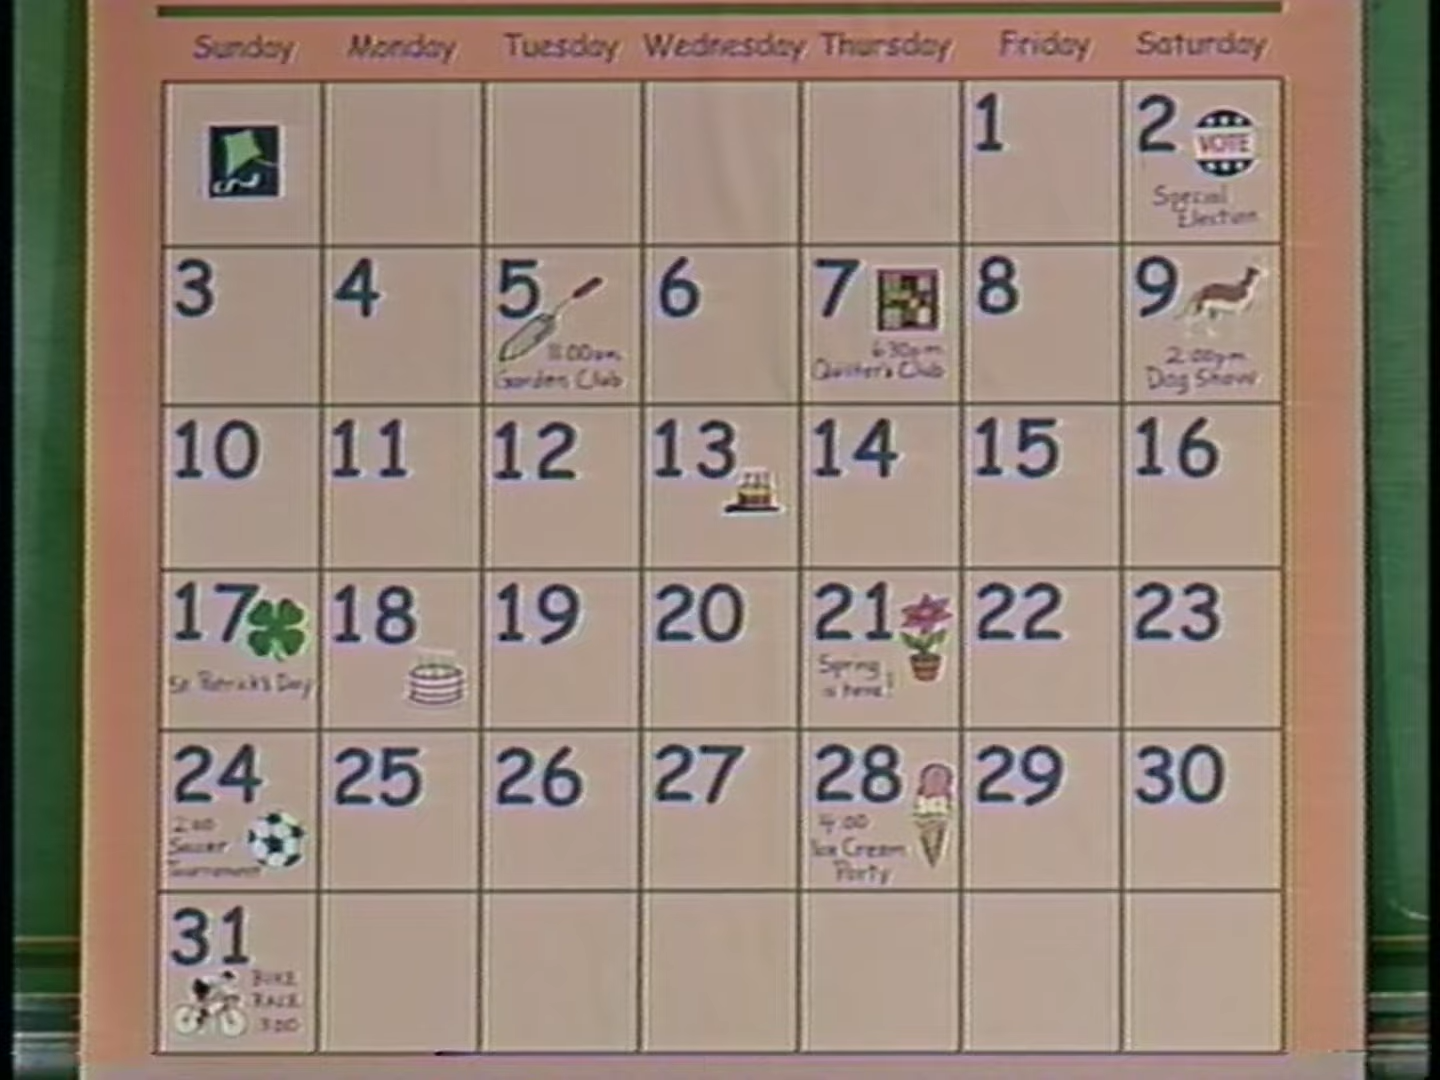 Sunday Monday Tuesday Wednesday Thursday Friday Saturday
1 2
VOTE
Special
Election
3 4 5 6 7 8 9
Garden Club
6:30pm
Quilter's Club
2:00pm
Dog Show
10 11 12 13 14 15 16
17 18 19 20 21 22 23
St. Patrick's Day
Spring
is here!
24 25 26 27 28 29 30
2:00
Soccer
Tournament
4:00
Ice Cream
Party
31
BIKE
RACE
3:00